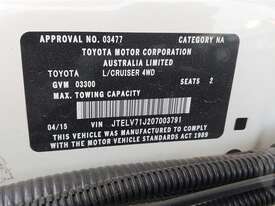 APPROVAL NO. 03477 CATEGORY NA
TOYOTA MOTOR CORPORATION
AUSTRALIA LIMITED
TOYOTA L/CRUISER 4WD
GVM 03300 SEATS 2
MAX. TOWING CAPACITY
04/15 VIN JTELV71J207003791
THIS VEHICLE WAS MANUFACTURED TO COMPLY
WITH THE MOTOR VEHICLE STANDARDS ACT 1989